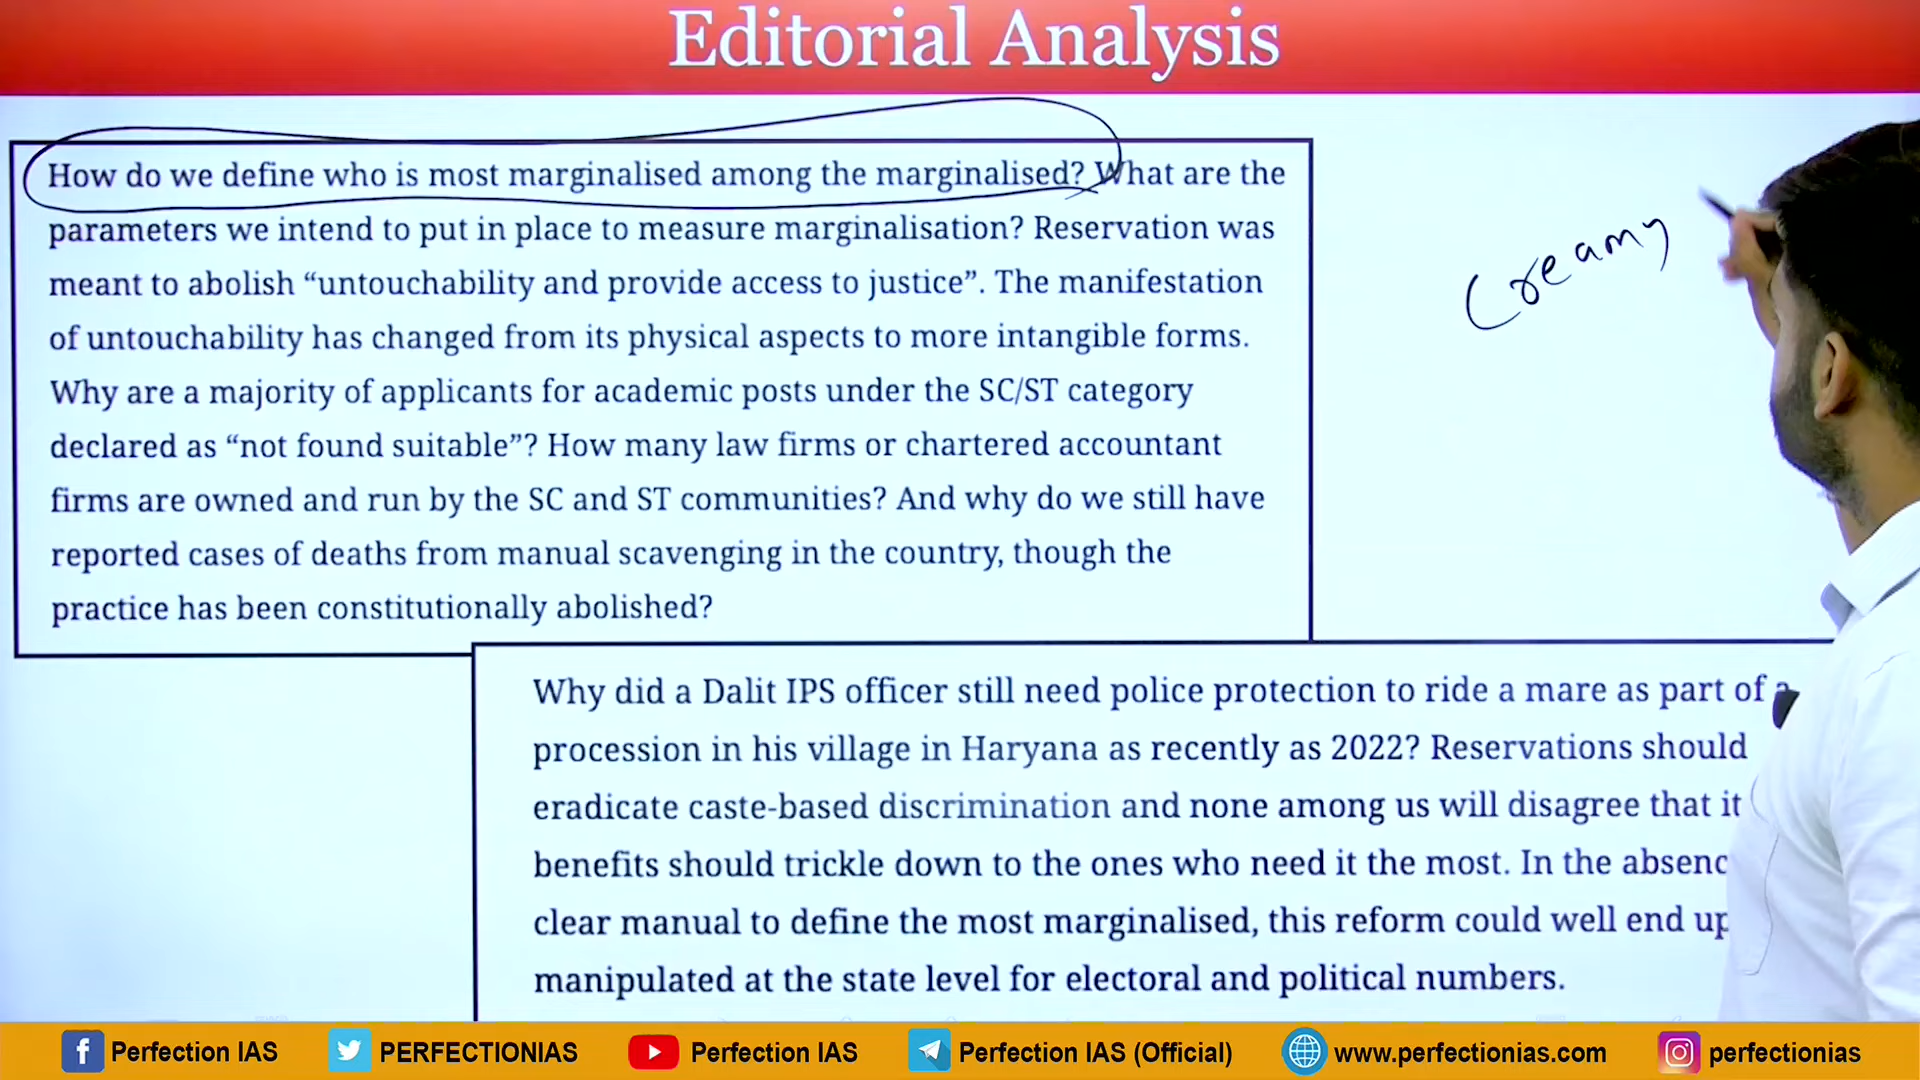 Editorial Analysis
How do we define who is most marginalised among the marginalised? What are the
parameters we intend to put in place to measure marginalisation? Reservation was
meant to abolish “untouchability and provide access to justice”. The manifestation
of untouchability has changed from its physical aspects to more intangible forms.
Why are a majority of applicants for academic posts under the SC/ST category
declared as “not found suitable”? How many law firms or chartered accountant
firms are owned and run by the SC and ST communities? And why do we still have
reported cases of deaths from manual scavenging in the country, though the
practice has been constitutionally abolished?
Creamy
Why did a Dalit IPS officer still need police protection to ride a mare as part of a
procession in his village in Haryana as recently as 2022? Reservations should
eradicate caste-based discrimination and none among us will disagree that it
benefits should trickle down to the ones who need it the most. In the absenc
clear manual to define the most marginalised, this reform could well end up
manipulated at the state level for electoral and political numbers.
Perfection IAS PERFECTIONIAS Perfection IAS Perfection IAS (Official) www.perfectionias.com perfectionias